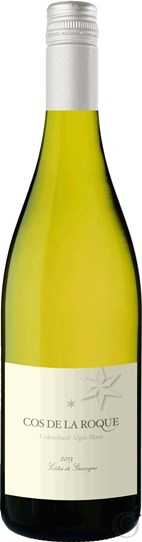 COS DE LA ROQUE
Colombard · Ugni Blanc
2013
Côtes de Gascogne